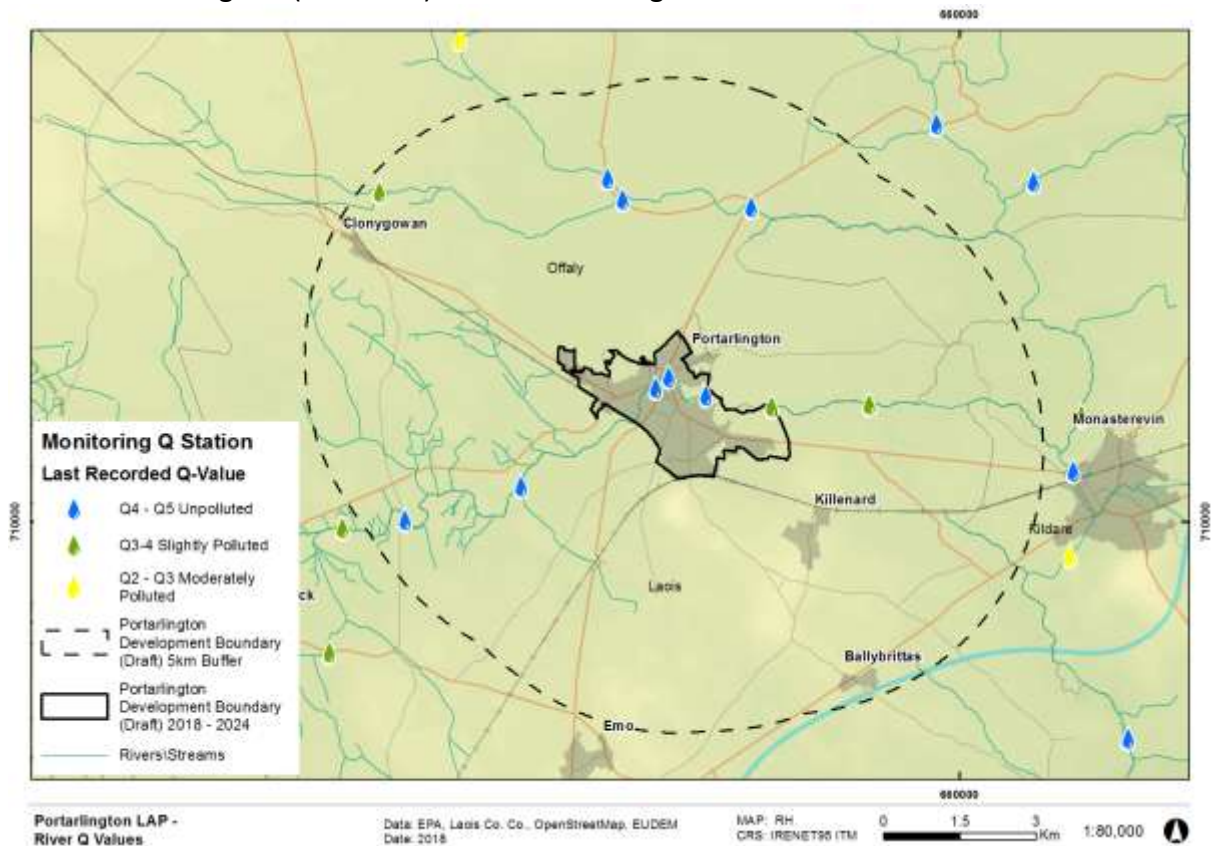 660000
Clonygowan
Offaly
Portarlington
Monasterevin
Killenard
Kildare
Laois
Ballybrittas
Emo
ck
710000
710000
Monitoring Q Station
Last Recorded Q-Value
Q4 - Q5 Unpolluted
Q3-4 Slightly Polluted
Q2 - Q3 Moderately
Polluted
Portarlington
Development Boundary
(Draft) 5km Buffer
Portarlington
Development Boundary
(Draft) 2018 - 2024
Rivers\Streams
660000
Portarlington LAP -
River Q Values
Data: EPA, Laois Co. Co., OpenStreetMap, EUDEM
Date: 2018
MAP: RH
CRS: IRENET95 ITM
0 1.5 3
Km
1:80,000